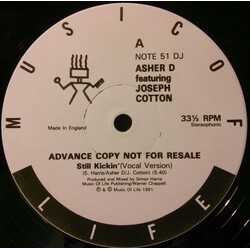 MUSIC OF LIFE
A
NOTE 51 DJ
ASHER D
featuring
JOSEPH
COTTON
Made in England
33⅓ RPM
Stereophonic
ADVANCE COPY NOT FOR RESALE
Still Kickin'(Vocal Version)
(S. Harris/Asher D/J. Cotton) (5.40)
Produced and Mixed by Simon Harris
Music Of Life Publishing/Warner Chappell.
℗ & © Music Of Life 1991